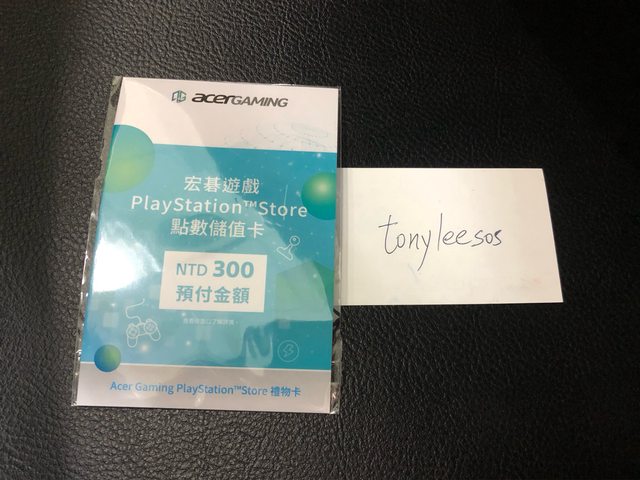 acerGAMING
宏碁遊戲
PlayStation™Store
點數儲值卡
NTD 300
預付金額
Acer Gaming PlayStation™Store 禮物卡
tonyleesos